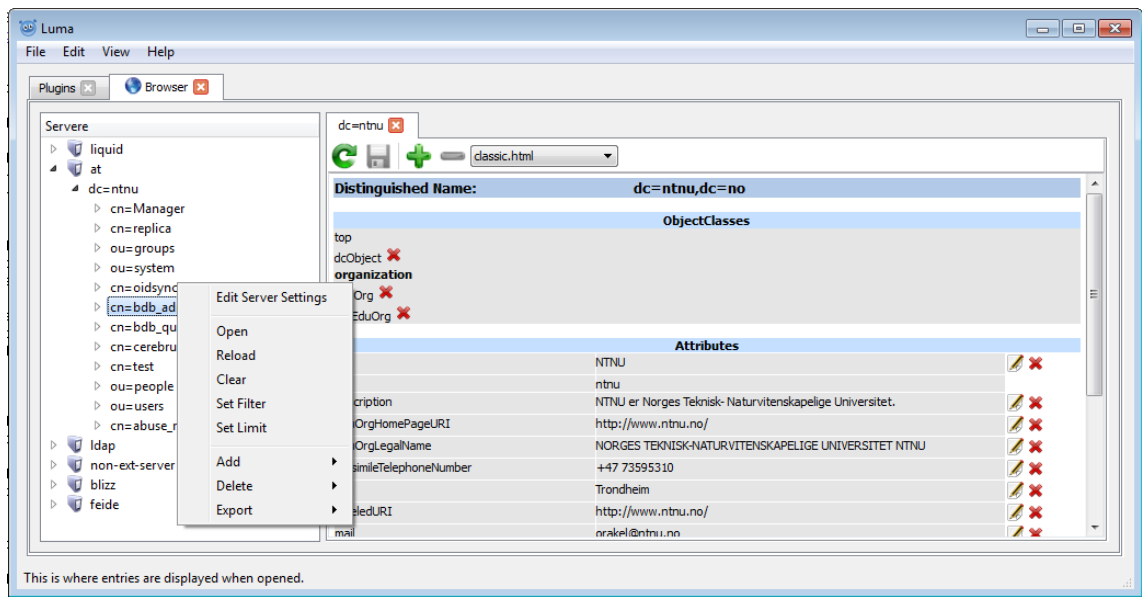 Luma
File Edit View Help
Plugins Browser
Servere
liquid
at
dc=ntnu
cn=Manager
cn=replica
ou=groups
ou=system
cn=oidsync
cn=bdb_ad
cn=bdb_qu
cn=cerebru
cn=test
ou=people
ou=users
cn=abuse_r
ldap
non-ext-server
blizz
feide
Edit Server Settings
Open
Reload
Clear
Set Filter
Set Limit
Add
Delete
Export
dc=ntnu
classic.html
Distinguished Name: dc=ntnu,dc=no
ObjectClasses
top
dcObject
organization
Org
EduOrg
Attributes
NTNU
ntnu
cription NTNU er Norges Teknisk- Naturvitenskapelige Universitet.
OrgHomePageURI http://www.ntnu.no/
OrgLegalName NORGES TEKNISK-NATURVITENSKAPELIGE UNIVERSITET NTNU
simileTelephoneNumber +47 73595310
Trondheim
eledURI http://www.ntnu.no/
mail orakel@ntnu.no
This is where entries are displayed when opened.